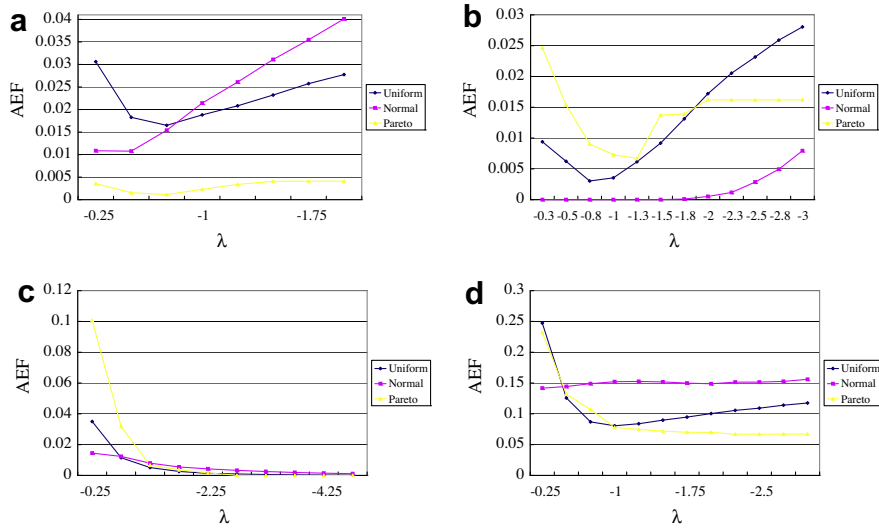 a
0.04
0.035
0.03
0.025
0.02
0.015
0.01
0.005
0
AEF
-0.25 -1 -1.75
λ
Uniform
Normal
Pareto
b
0.03
0.025
0.02
0.015
0.01
0.005
0
AEF
-0.3 -0.5 -0.8 -1 -1.3 -1.5 -1.8 -2 -2.3 -2.5 -2.8 -3
λ
Uniform
Normal
Pareto
c
0.12
0.1
0.08
0.06
0.04
0.02
0
AEF
-0.25 -2.25 -4.25
λ
Uniform
Normal
Pareto
d
0.3
0.25
0.2
0.15
0.1
0.05
0
AEF
-0.25 -1 -1.75 -2.5
λ
Uniform
Normal
Pareto